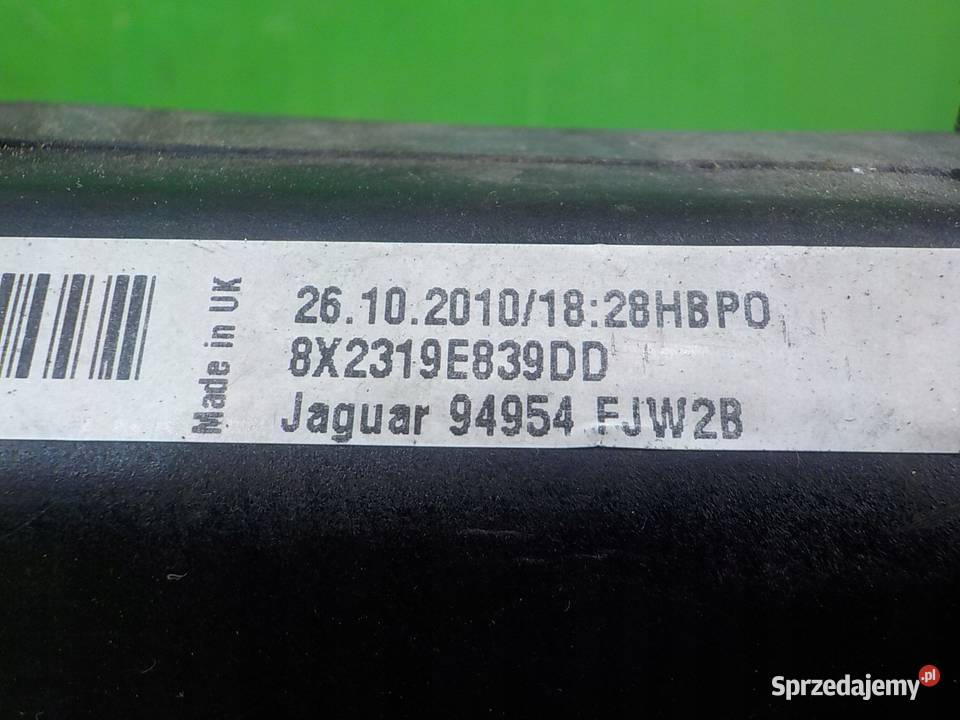 Made in UK
26.10.2010/18:28HBPO
8X2319E839DD
Jaguar 94954 FJW2B
Sprzedajemy.pl